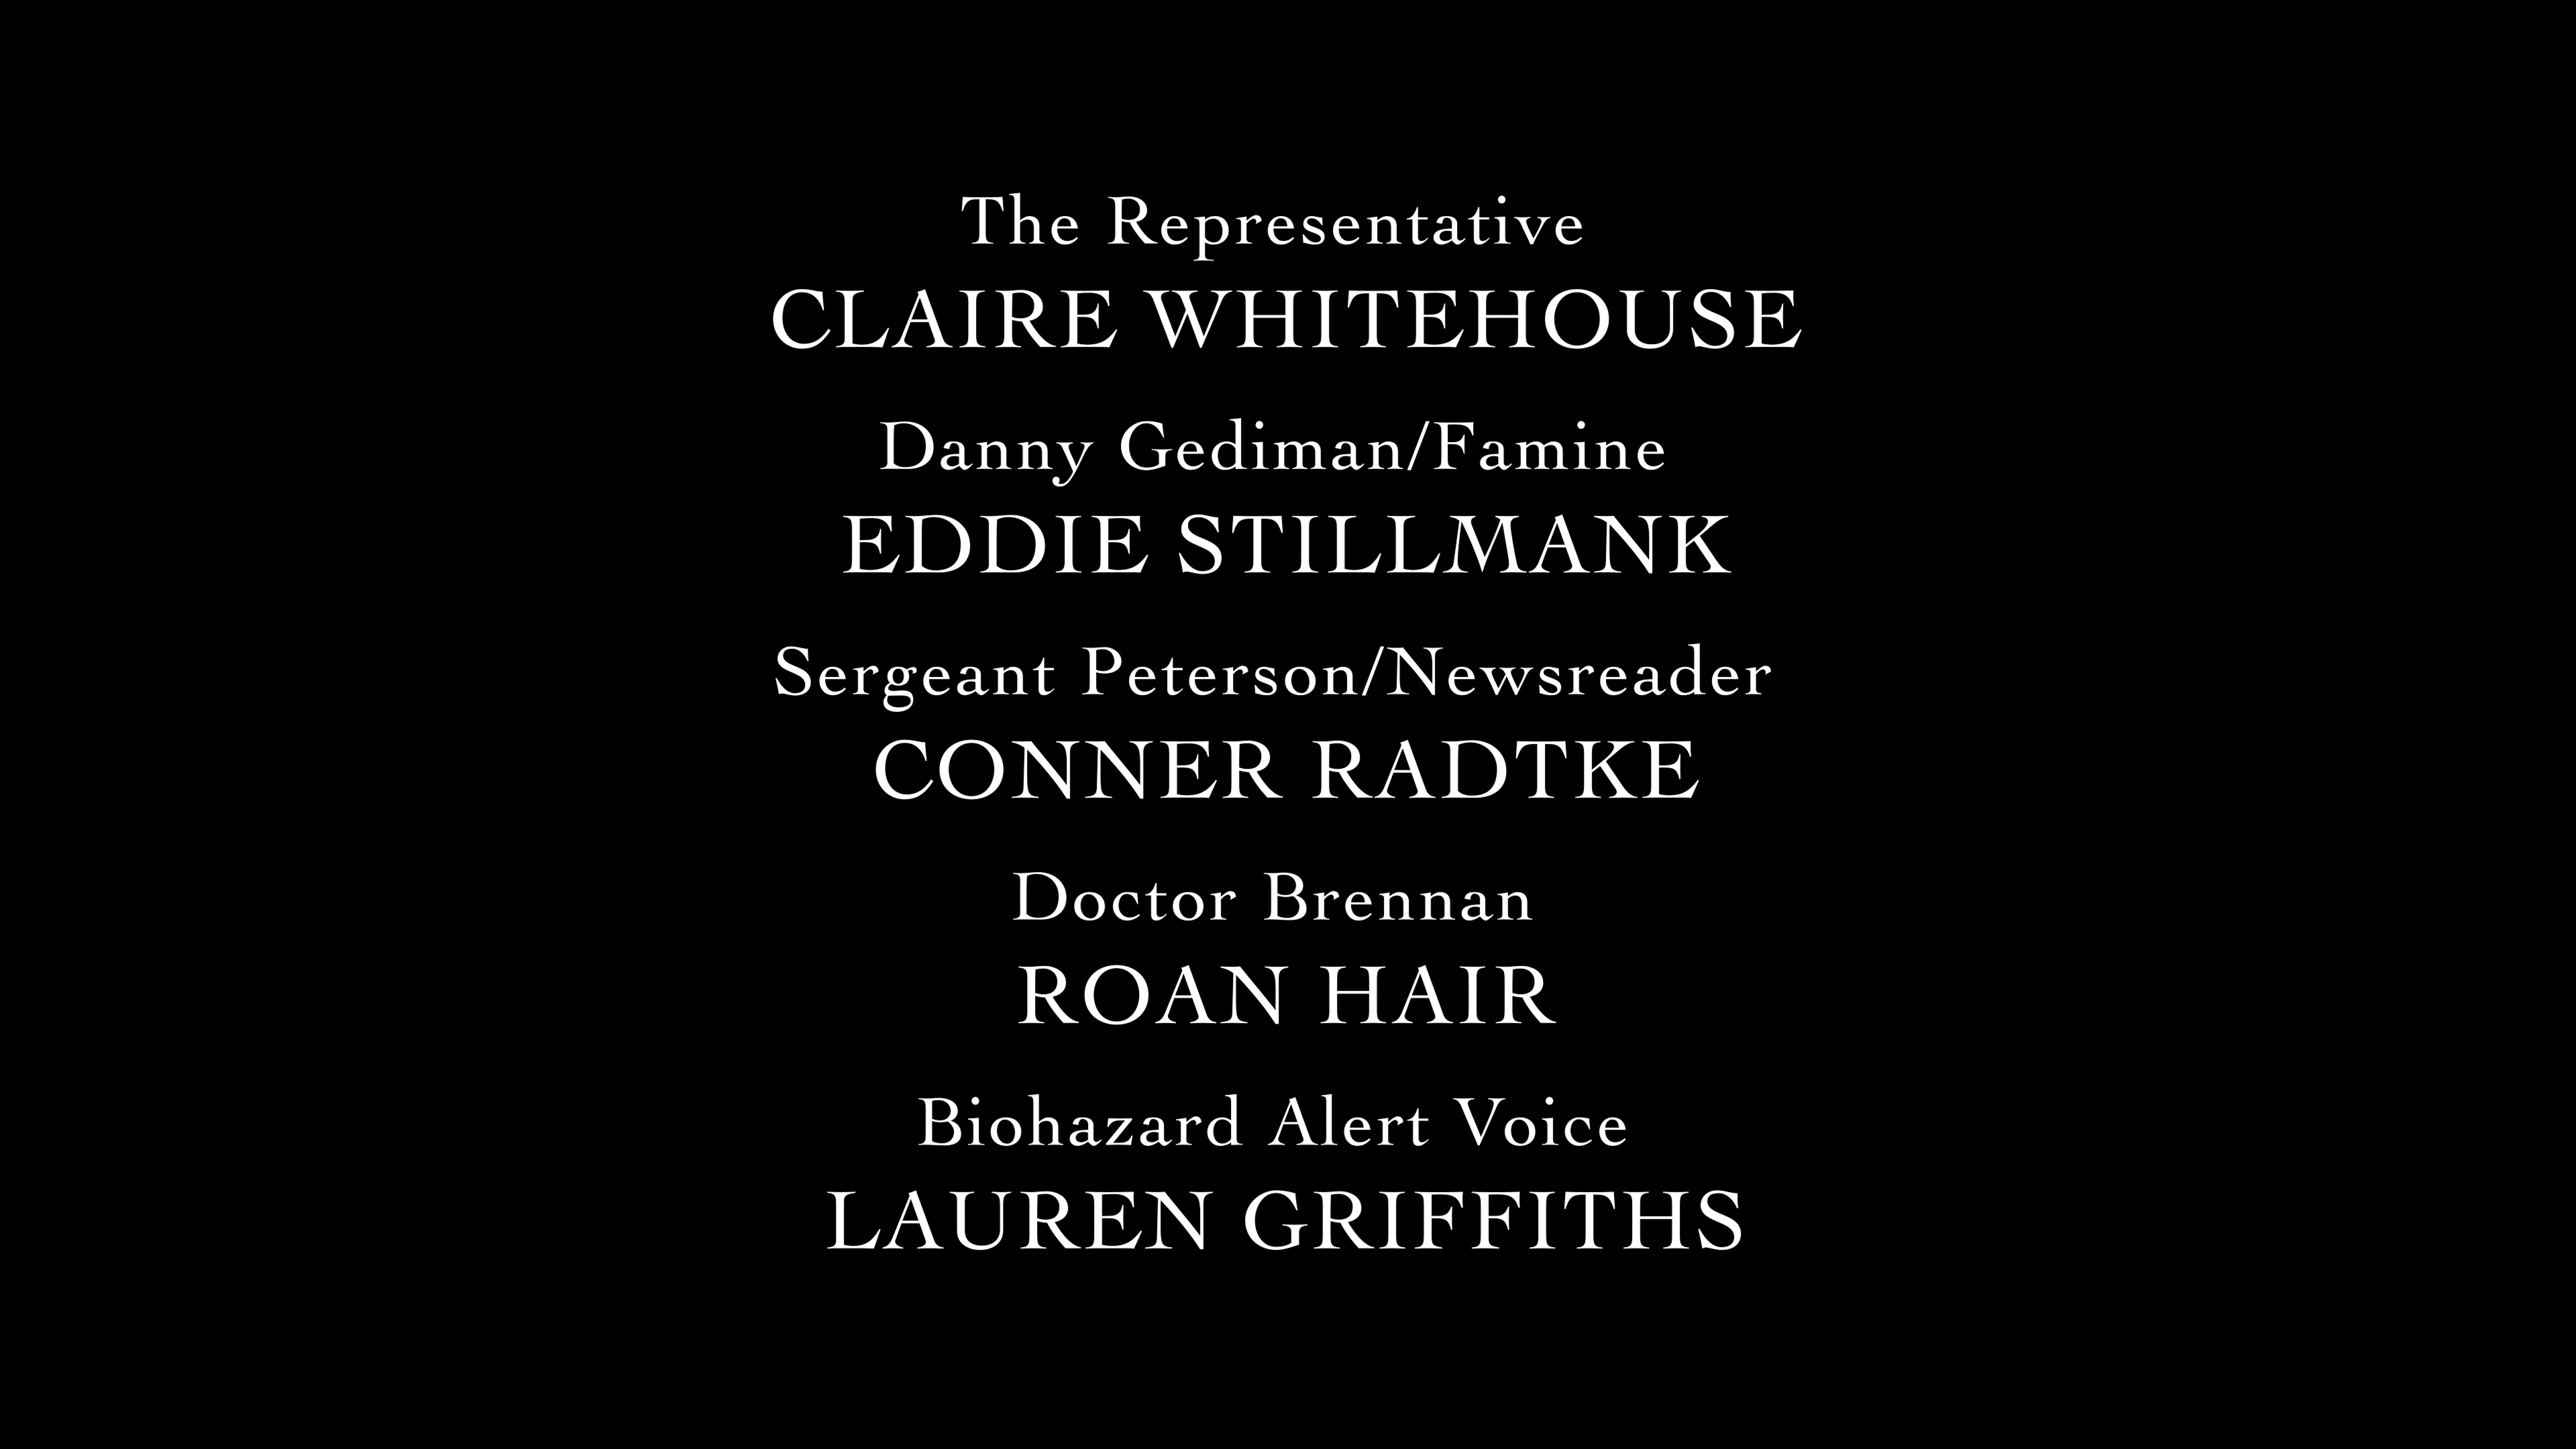 The Representative
CLAIRE WHITEHOUSE
Danny Gediman/Famine
EDDIE STILLMANK
Sergeant Peterson/Newsreader
CONNER RADTKE
Doctor Brennan
ROAN HAIR
Biohazard Alert Voice
LAUREN GRIFFITHS